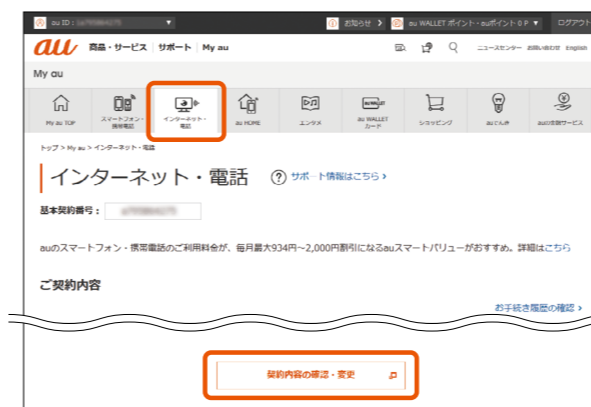 au ID:
お知らせ
au WALLET ポイント・auポイント 0 P
ログアウト
au
商品・サービス
サポート
My au
ニュースセンター
お問い合わせ
English
My au
My au TOP
スマートフォン・
携帯電話
インターネット・
電話
au HOME
エンタメ
au WALLET
au WALLET
カード
ショッピング
auでんき
auの金融サービス
トップ > My au > インターネット・電話
インターネット・電話
? サポート情報はこちら >
基本契約番号:
auのスマートフォン・携帯電話のご利用料金が、毎月最大934円～2,000円割引になるauスマートバリューがおすすめ。詳細はこちら
ご契約内容
お手続き履歴の確認 >
契約内容の確認・変更